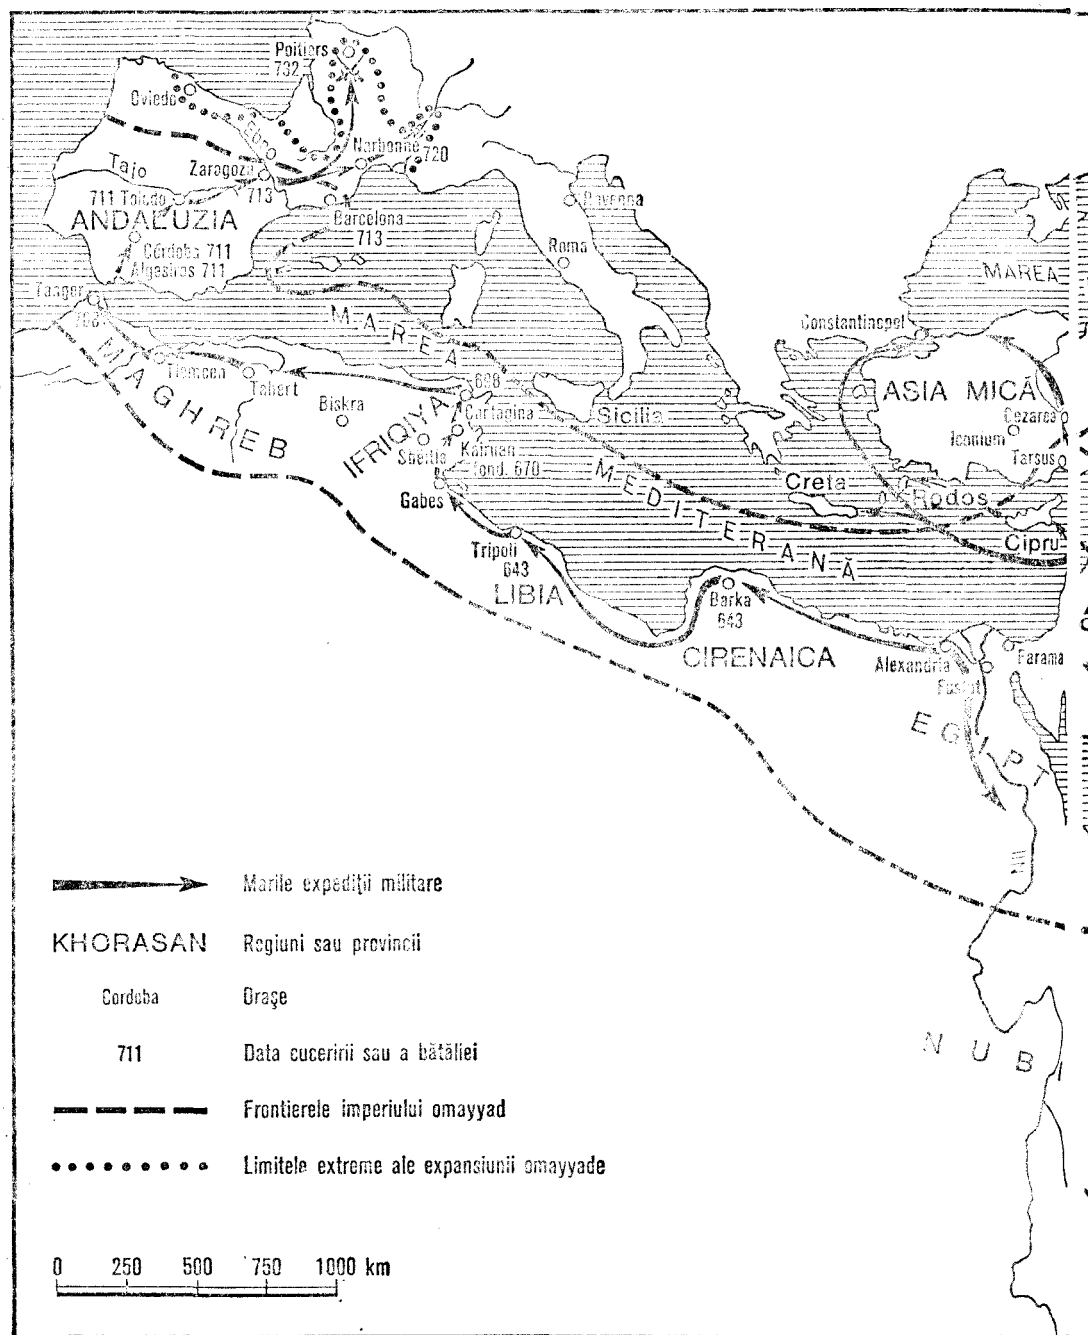 Poitiers
732
Oviedo
Ebro
Narbonne
720
Tajo
Zaragoza
713
711 Toledo
ANDALUZIA
Barcelona
713
Ravenna
Córdoba 711
Algesiras 711
Roma
MAREA
Tanger
MAREA
Constantinopel
MAGHREB
Tlemcen
Tahert
698
ASIA MICĂ
Cartagina
Cezarea
Biskra
Sicilia
Iconium
IFRIQIYA
Sbeitla
Kairuan
fond. 670
Tarsus
MEDITERANĂ
Creta
Rodos
Gabes
Cipru
Tripoli
643
LIBIA
Barka
643
CIRENAICA
Alexandria
Farama
Fustat
EGIPT
Marile expediții militare
KHORASAN
Regiuni sau provincii
Cordoba
Orașe
711
Data cuceririi sau a bătăliei
Frontierele imperiului omayyad
NUB
Limitele extreme ale expansiunii omayyade
0 250 500 750 1000 km